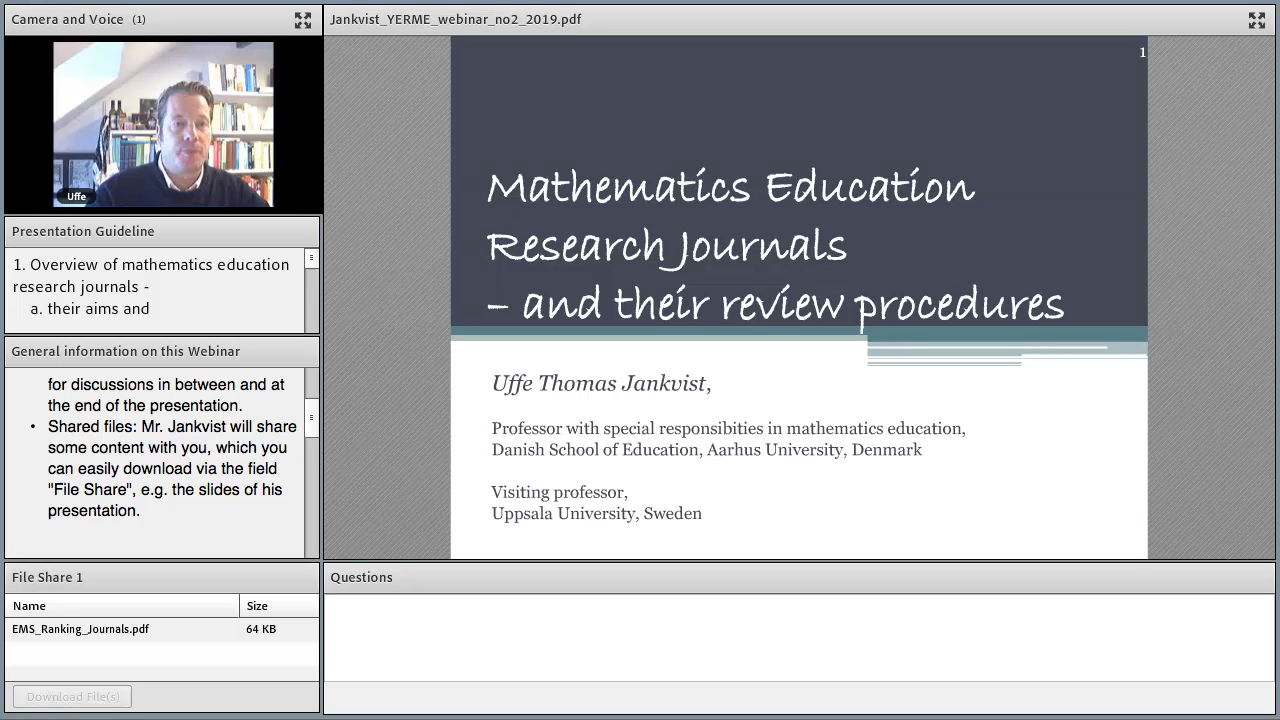 Camera and Voice (1)
Uffe
Presentation Guideline
1. Overview of mathematics education
research journals -
a. their aims and
General information on this Webinar
for discussions in between and at
the end of the presentation.
• Shared files: Mr. Jankvist will share
some content with you, which you
can easily download via the field
"File Share", e.g. the slides of his
presentation.
File Share 1
Name Size
EMS_Ranking_Journals.pdf 64 KB
Download File(s)
Jankvist_YERME_webinar_no2_2019.pdf
1
Mathematics Education
Research Journals
– and their review procedures
Uffe Thomas Jankvist,
Professor with special responsibities in mathematics education,
Danish School of Education, Aarhus University, Denmark
Visiting professor,
Uppsala University, Sweden
Questions